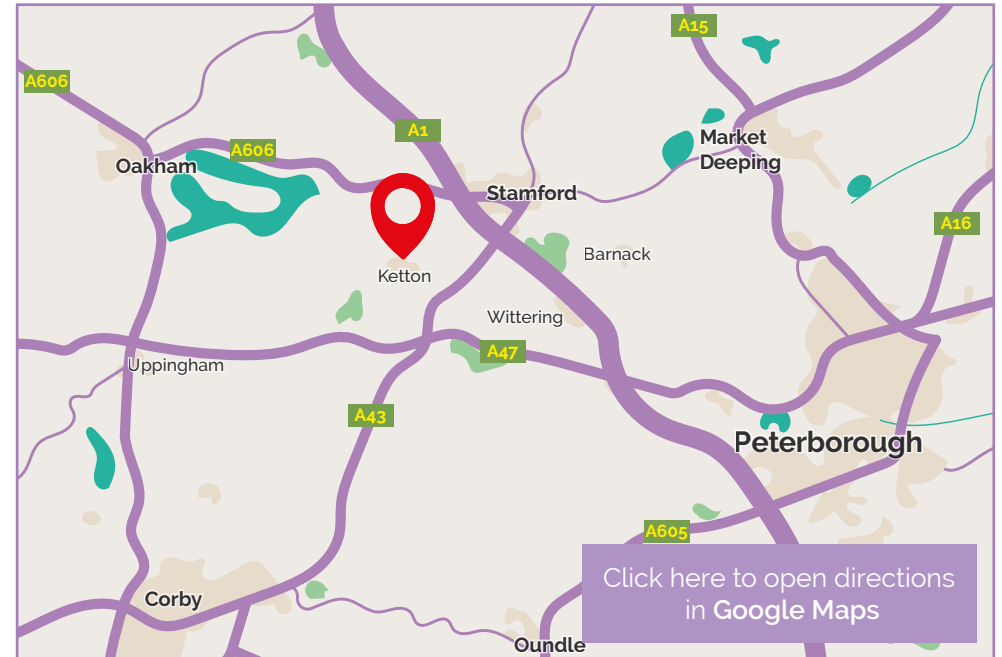 A15
A606
A1
Market
Deeping
A606
Oakham
Stamford
A16
Barnack
Ketton
Wittering
A47
Uppingham
A43
Peterborough
A605
Click here to open directions
in Google Maps
Corby
Oundle